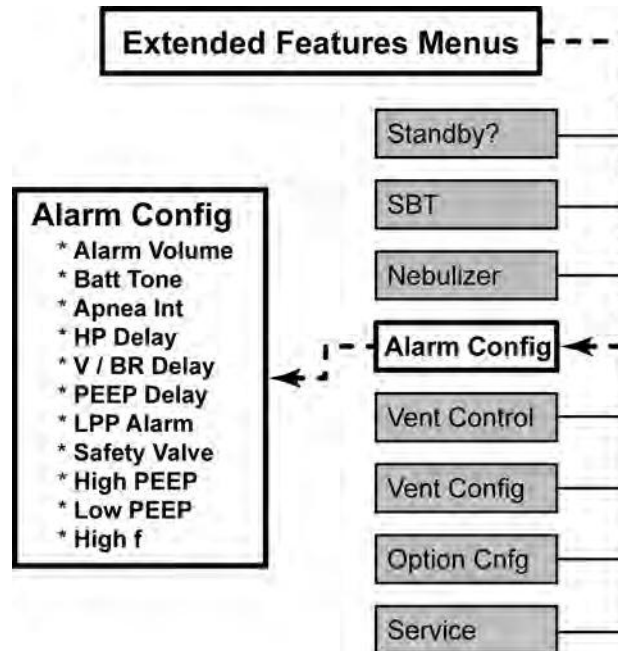 Extended Features Menus
Standby?
SBT
Nebulizer
Alarm Config
Vent Control
Vent Config
Option Cnfg
Service
Alarm Config
* Alarm Volume
* Batt Tone
* Apnea Int
* HP Delay
* V / BR Delay
* PEEP Delay
* LPP Alarm
* Safety Valve
* High PEEP
* Low PEEP
* High f